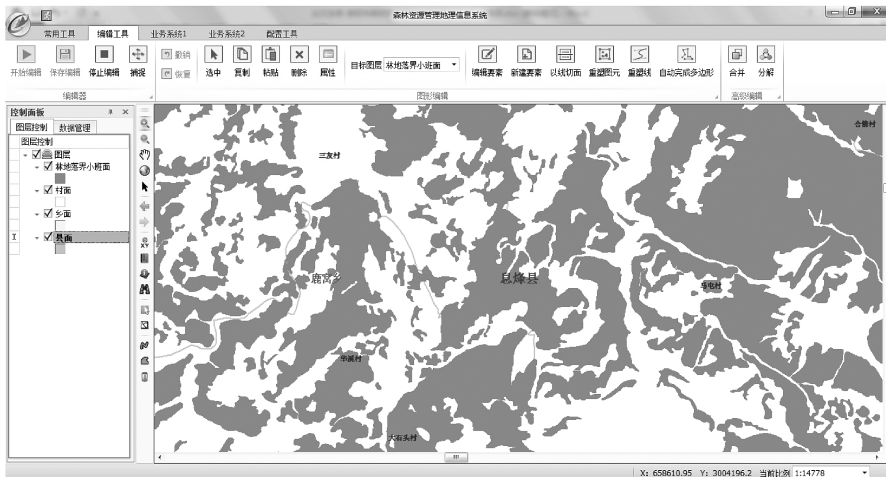 森林资源管理地理信息系统
常用工具 编辑工具 业务系统1 业务系统2 配置工具
开始编辑 保存编辑 停止编辑 捕捉 撤销 恢复 选中 复制 粘贴 删除 属性 目标图层 林地落界小班面 编辑要素 新建要素 以线切面 重塑图元 重塑线 自动完成多边形 合并 分解
编辑器 图形编辑 高级编辑
控制面板
图层控制 数据管理
图层控制
图层
林地落界小班面
村面
乡面
县面
三友村
鹿窝乡
息烽县
马屯村
华溪村
大石头村
X: 658610.95 Y: 3004196.2 当前比例 1:14778